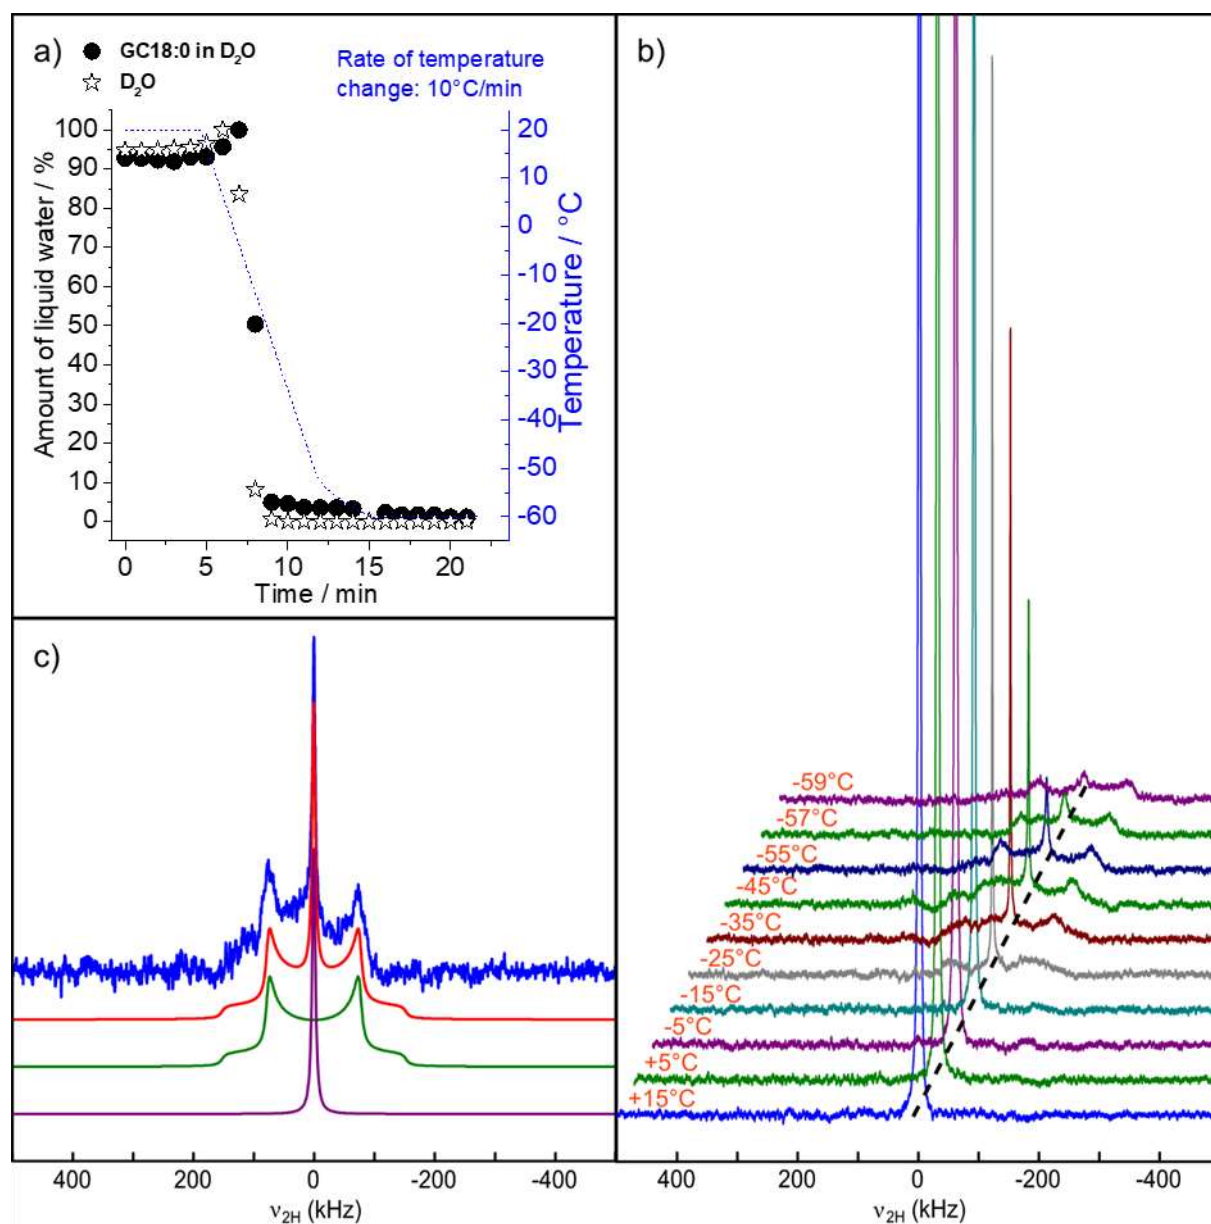 a)
GC18:0 in D₂O
D₂O
Rate of temperature
change: 10°C/min
100
90
80
70
60
50
40
30
20
10
0
Amount of liquid water / %
20
10
0
-10
-20
-30
-40
-50
-60
Temperature / °C
0
5
10
15
20
Time / min
b)
-59°C
-57°C
-55°C
-45°C
-35°C
-25°C
-15°C
-5°C
+5°C
+15°C
400
200
0
-200
-400
ν₂H (kHz)
c)
400
200
0
-200
-400
ν₂H (kHz)